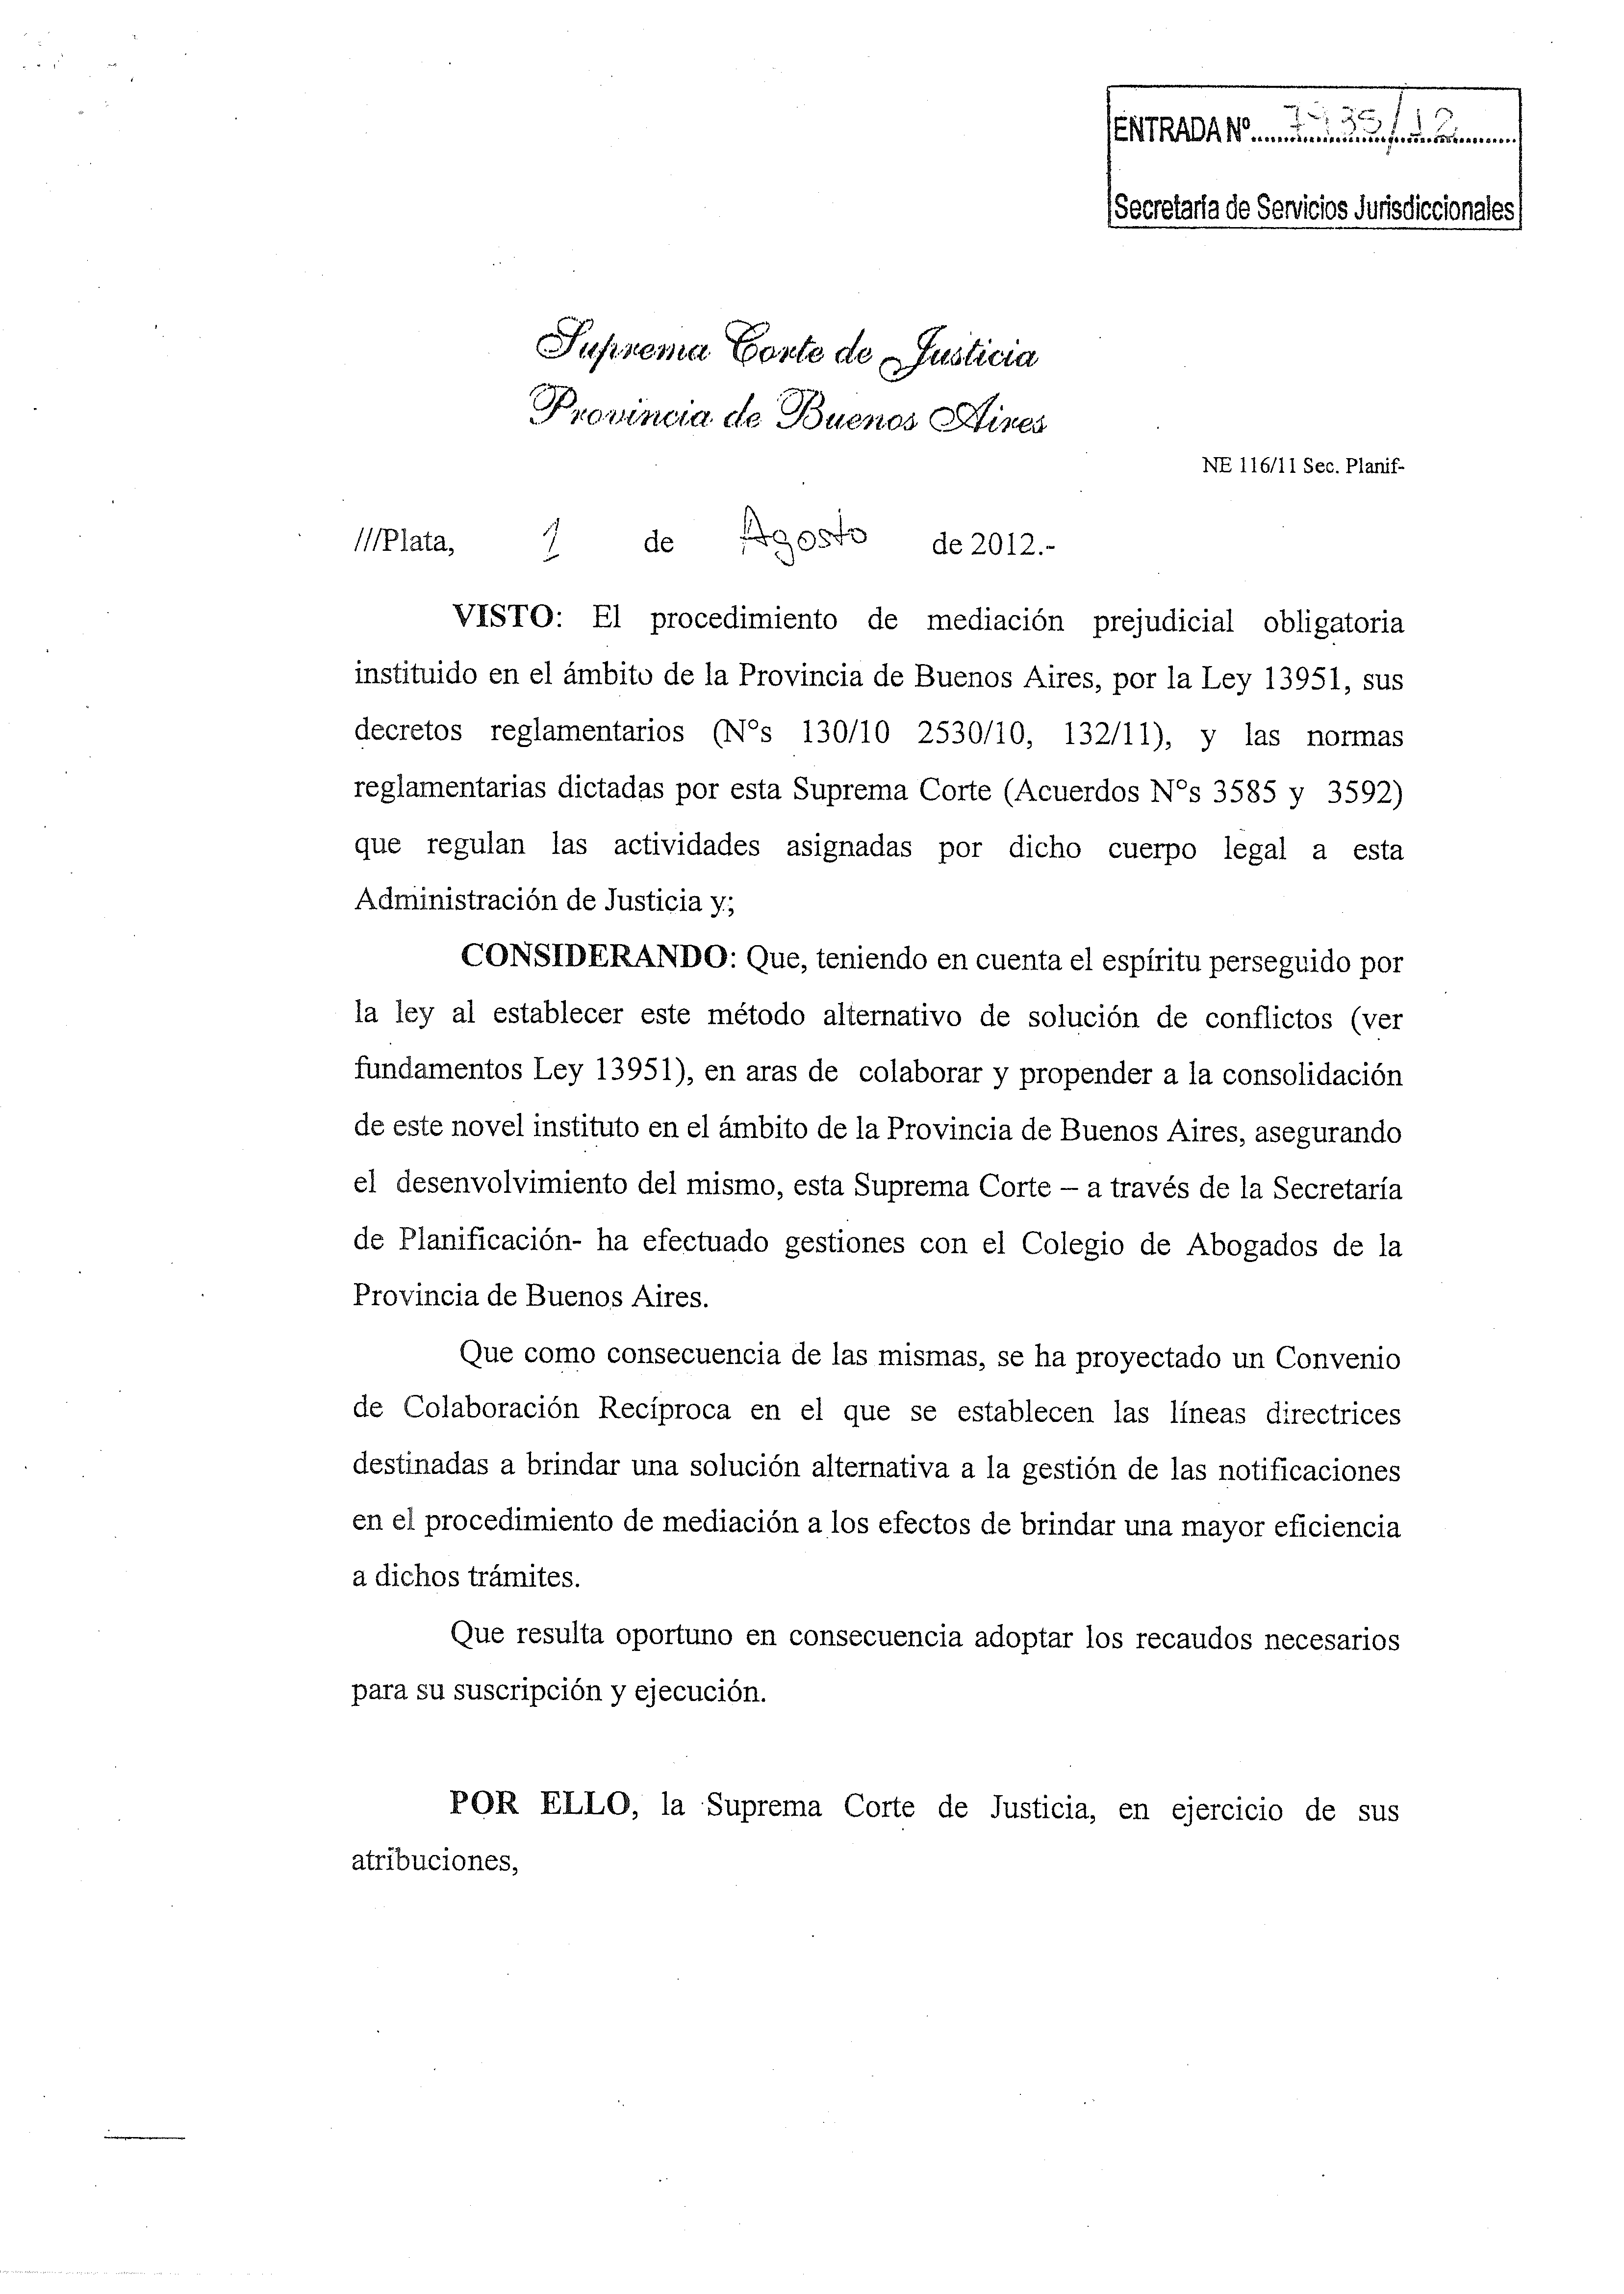 ENTRADA Nº
Secretaría de Servicios Jurisdiccionales
Suprema Corte de Justicia
Provincia de Buenos Aires
NE 116/11 Sec. Planif-
///Plata, 1 de Agosto de 2012.-
VISTO: El procedimiento de mediación prejudicial obligatoria
instituido en el ámbito de la Provincia de Buenos Aires, por la Ley 13951, sus
decretos reglamentarios (N°s 130/10 2530/10, 132/11), y las normas
reglamentarias dictadas por esta Suprema Corte (Acuerdos N°s 3585 y 3592)
que regulan las actividades asignadas por dicho cuerpo legal a esta
Administración de Justicia y;
CONSIDERANDO: Que, teniendo en cuenta el espíritu perseguido por
la ley al establecer este método alternativo de solución de conflictos (ver
fundamentos Ley 13951), en aras de colaborar y propender a la consolidación
de este novel instituto en el ámbito de la Provincia de Buenos Aires, asegurando
el desenvolvimiento del mismo, esta Suprema Corte – a través de la Secretaría
de Planificación- ha efectuado gestiones con el Colegio de Abogados de la
Provincia de Buenos Aires.
Que como consecuencia de las mismas, se ha proyectado un Convenio
de Colaboración Recíproca en el que se establecen las líneas directrices
destinadas a brindar una solución alternativa a la gestión de las notificaciones
en el procedimiento de mediación a los efectos de brindar una mayor eficiencia
a dichos trámites.
Que resulta oportuno en consecuencia adoptar los recaudos necesarios
para su suscripción y ejecución.
POR ELLO, la Suprema Corte de Justicia, en ejercicio de sus
atribuciones,